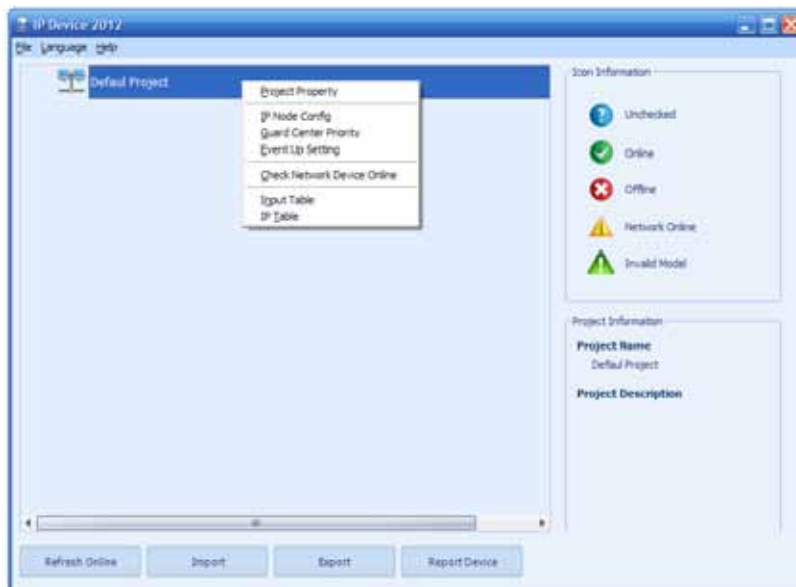 IP Device 2012
File Language Help
Defaul Project
Project Property
IP Node Config
Guard Center Priority
Event Up Setting
Check Network Device Online
Input Table
IP Table
Icon Information
Unchecked
Online
Offline
Network Online
Invalid Model
Project Information
Project Name
Defaul Project
Project Description
Refresh Online Import Export Report Device